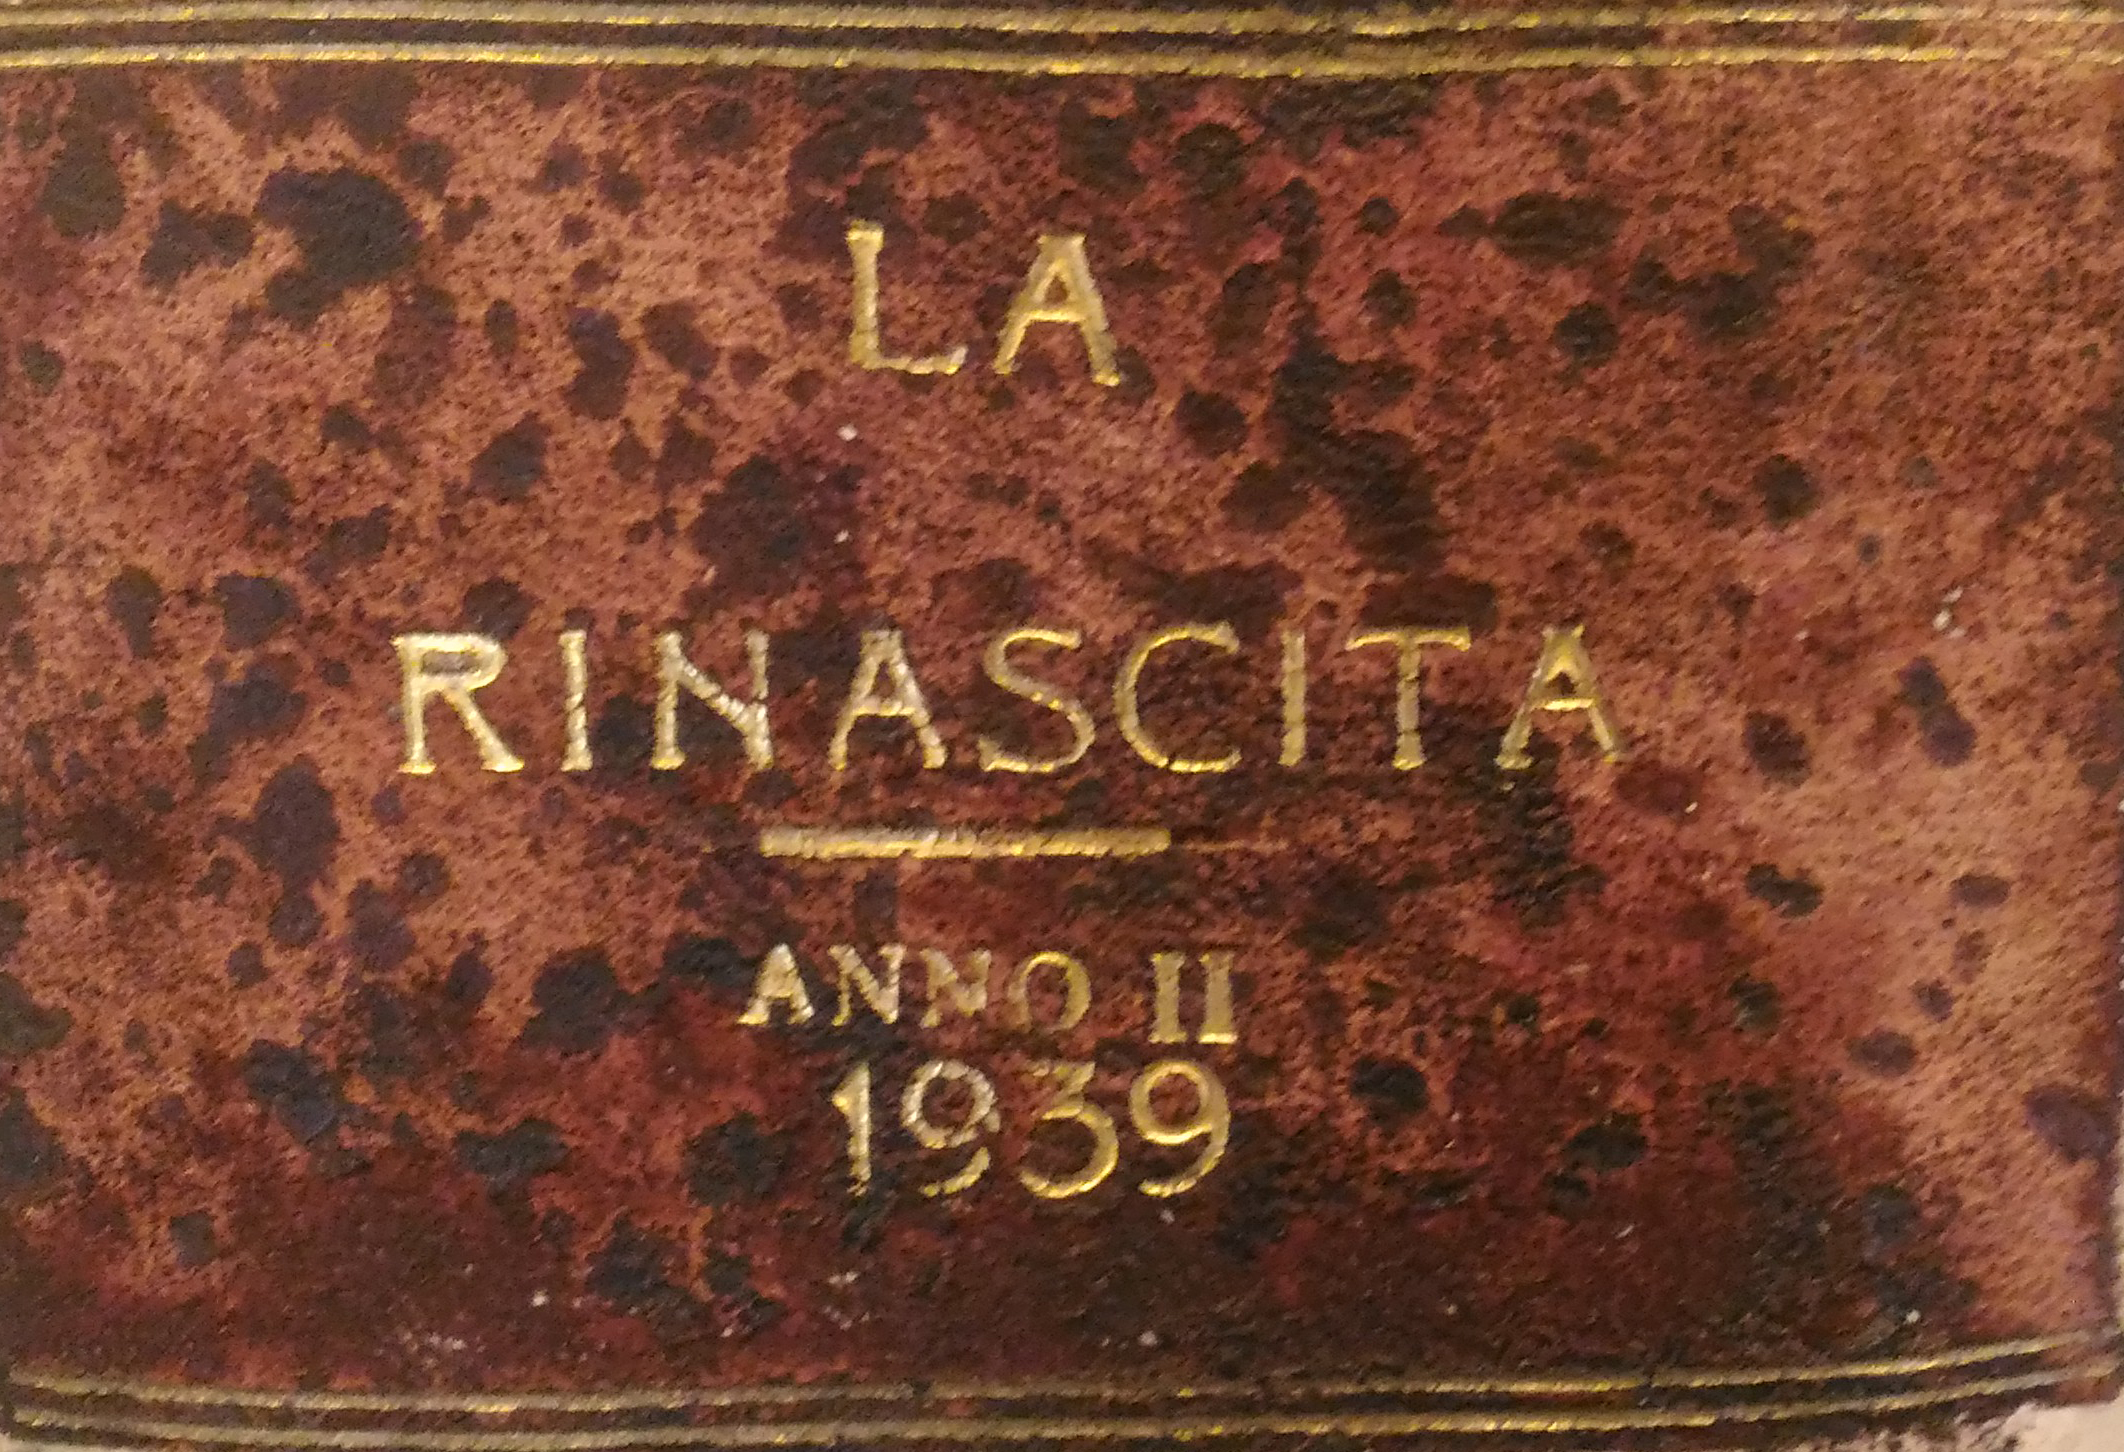 LA
RINASCITA
ANNO II
1939